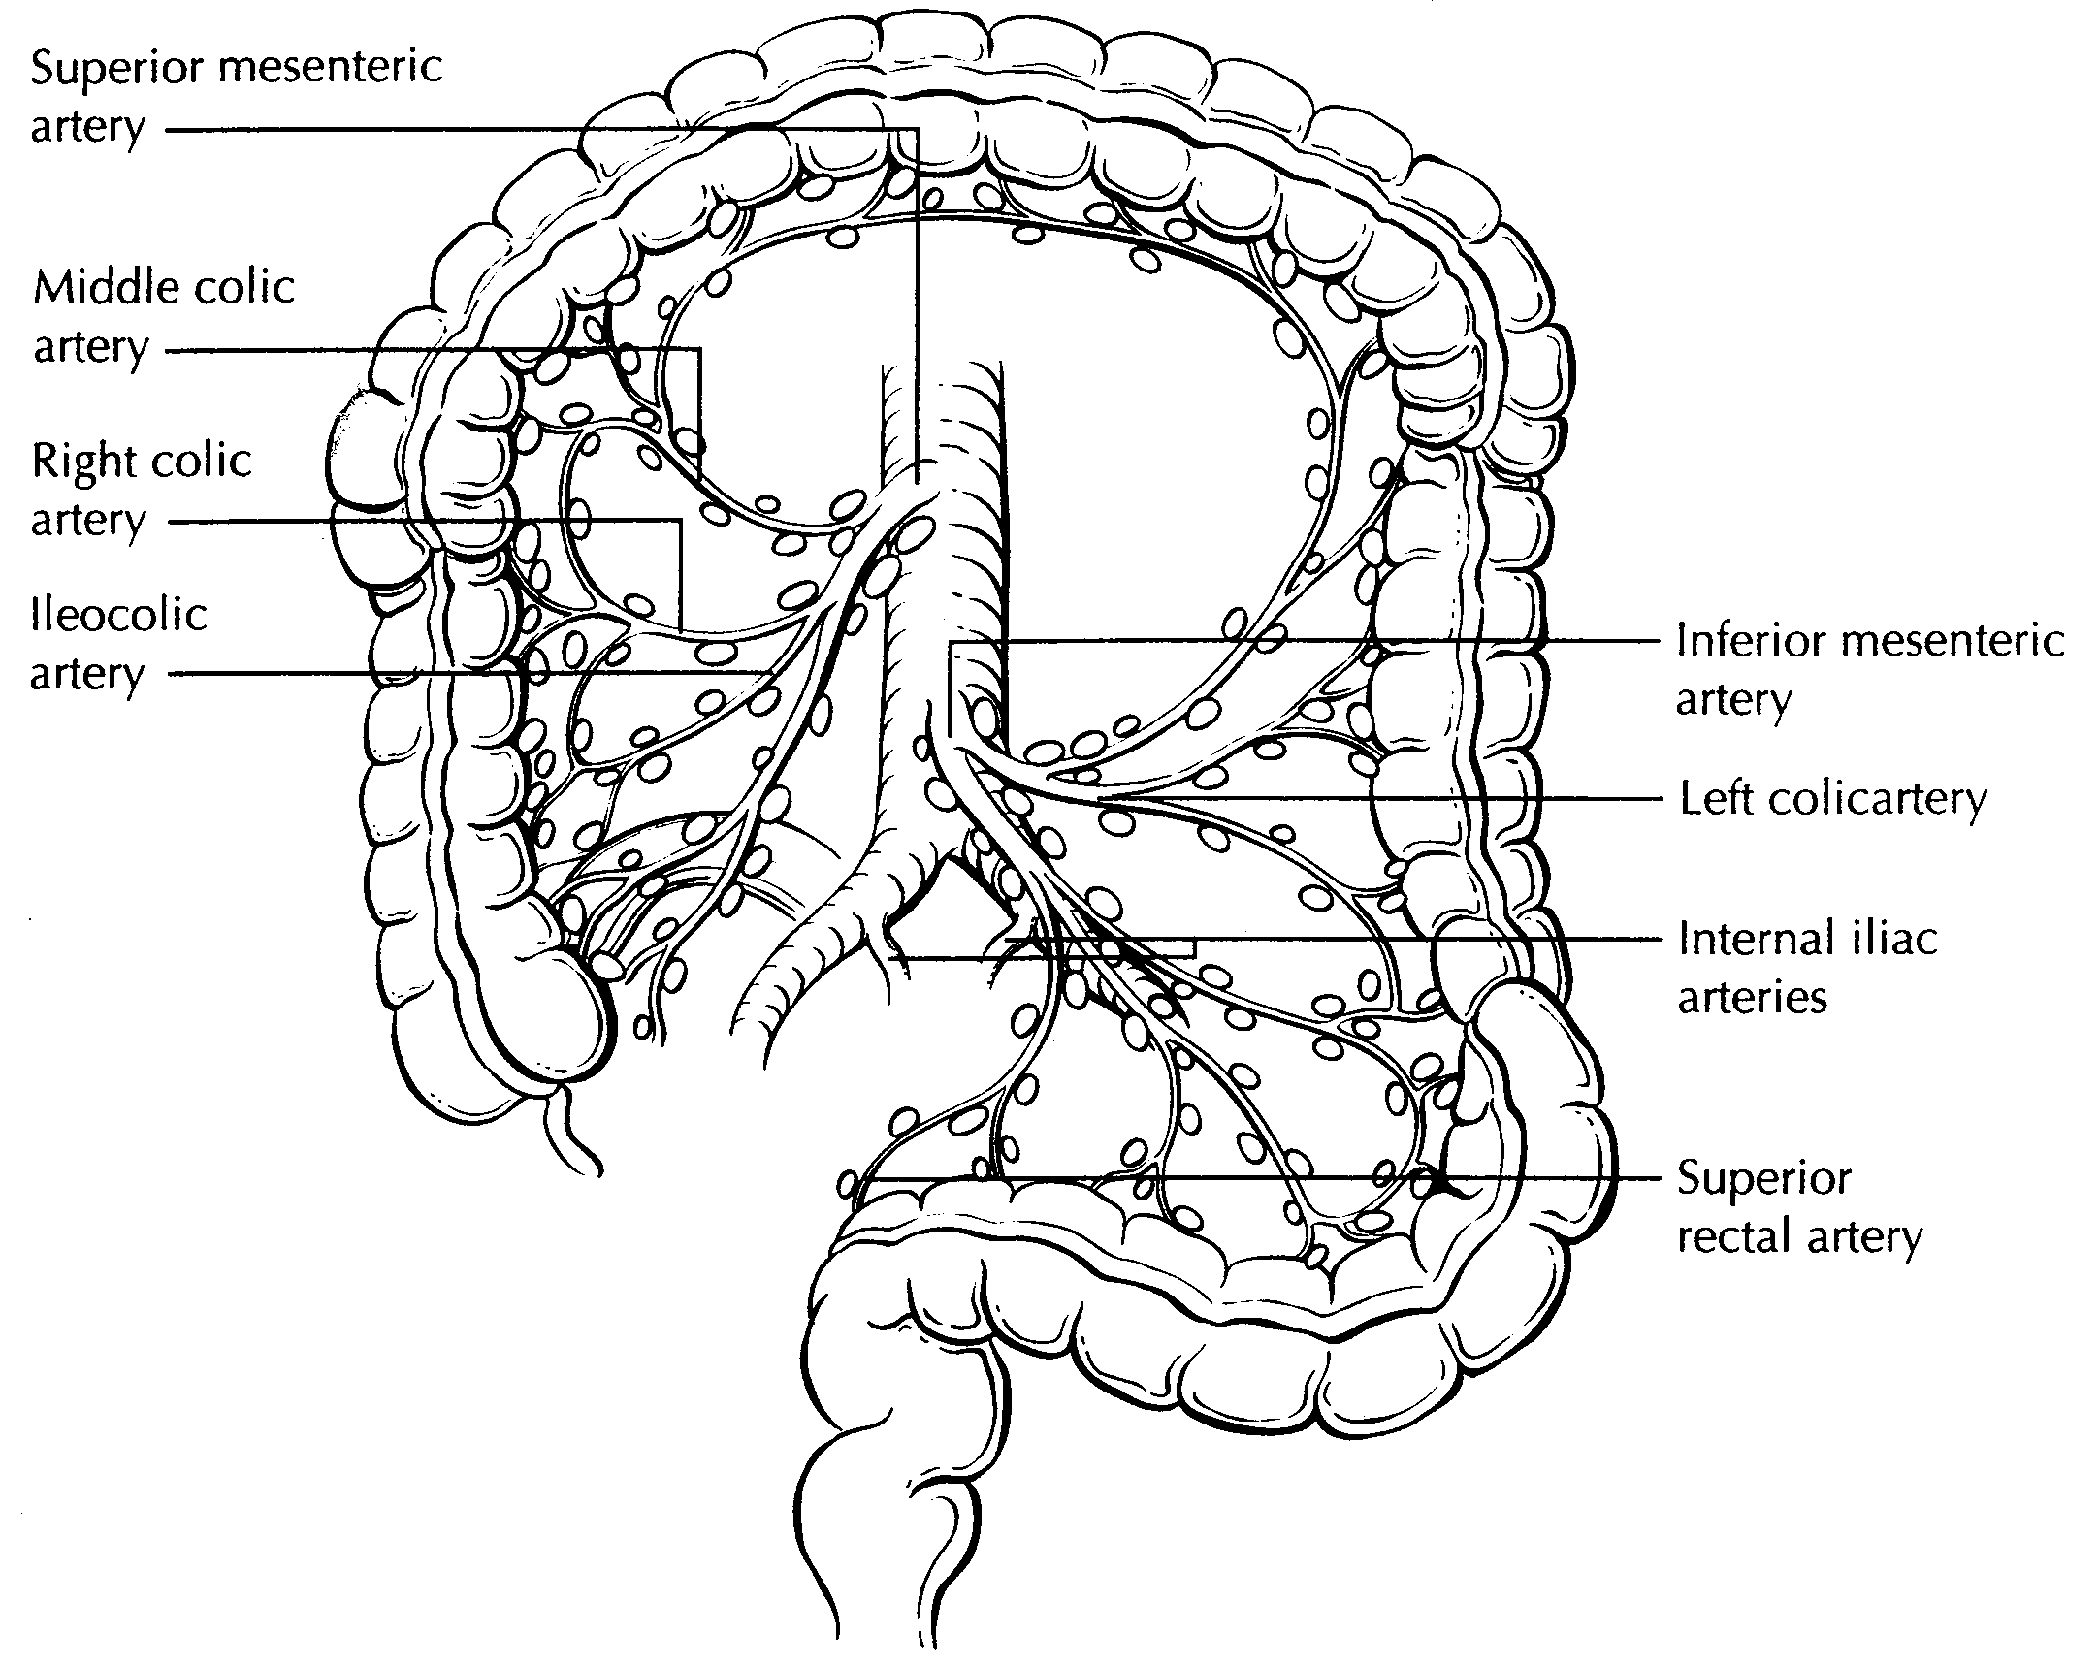 Superior mesenteric
artery
Middle colic
artery
Right colic
artery
Ileocolic
artery
Inferior mesenteric
artery
Left colicartery
Internal iliac
arteries
Superior
rectal artery